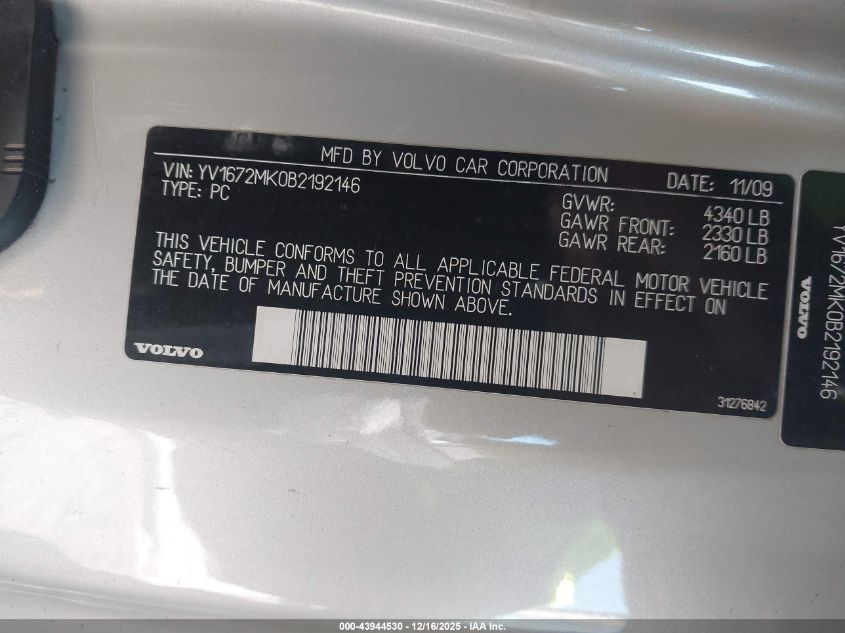 MFD BY VOLVO CAR CORPORATION DATE: 11/09
VIN: YV1672MK0B2192146
TYPE: PC
GVWR: 4340 LB
GAWR FRONT: 2330 LB
GAWR REAR: 2160 LB
THIS VEHICLE CONFORMS TO ALL APPLICABLE FEDERAL MOTOR VEHICLE
SAFETY, BUMPER AND THEFT PREVENTION STANDARDS IN EFFECT ON
THE DATE OF MANUFACTURE SHOWN ABOVE.
VOLVO
31276842
YV1672MK0B2192146
VOLVO
000-43944530 - 12/16/2025 - IAA Inc.